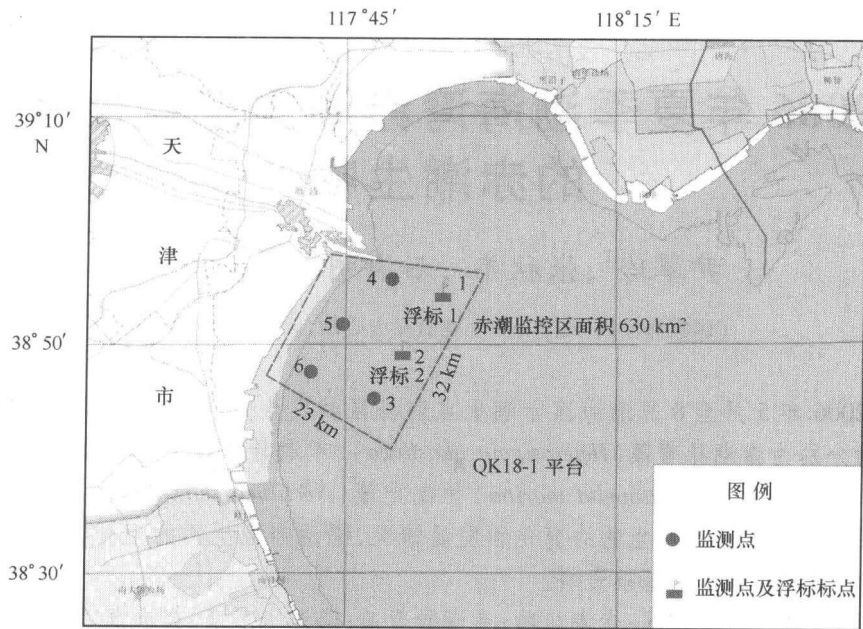 117°45′
118°15′ E
39°10′
N
天
津
市
4
1
浮标 1
5
赤潮监控区面积 630 km²
38°50′
2
浮标
2
6
3
32 km
23 km
QK18-1 平台
图 例
监测点
监测点及浮标标点
38°30′